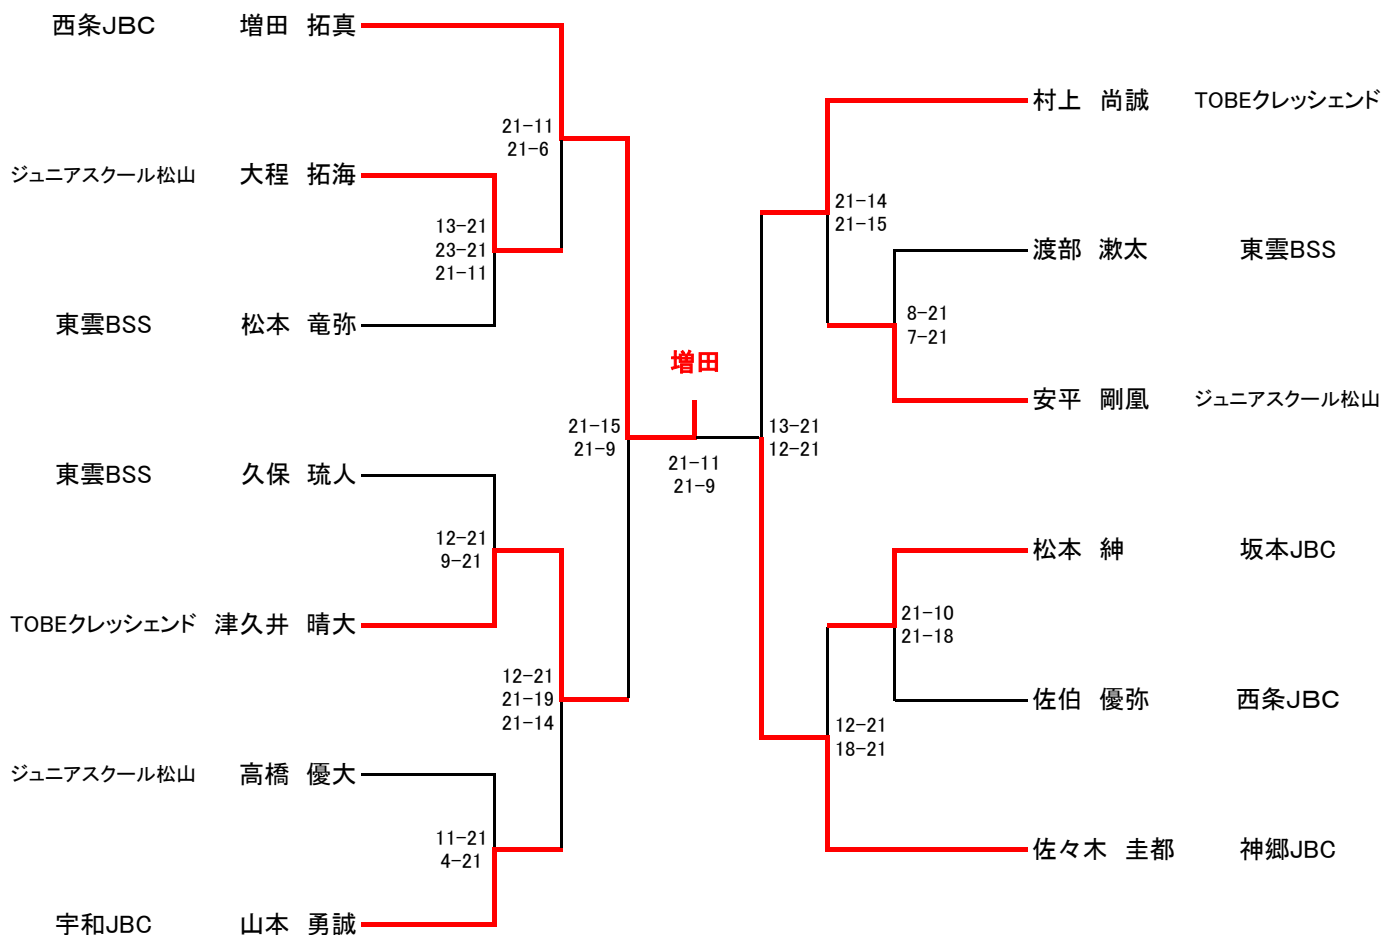 西条JBC 増田 拓真
21-11
21-6
ジュニアスクール松山 大程 拓海
13-21
23-21
21-11
東雲BSS 松本 竜弥
21-15
21-9
東雲BSS 久保 琉人
12-21
9-21
TOBEクレッシェンド 津久井 晴大
12-21
21-19
21-14
ジュニアスクール松山 高橋 優大
11-21
4-21
宇和JBC 山本 勇誠
増田
21-11
21-9
村上 尚誠 TOBEクレッシェンド
21-14
21-15
渡部 漱太 東雲BSS
8-21
7-21
安平 剛凰 ジュニアスクール松山
13-21
12-21
松本 紳 坂本JBC
21-10
21-18
佐伯 優弥 西条JBC
12-21
18-21
佐々木 圭都 神郷JBC